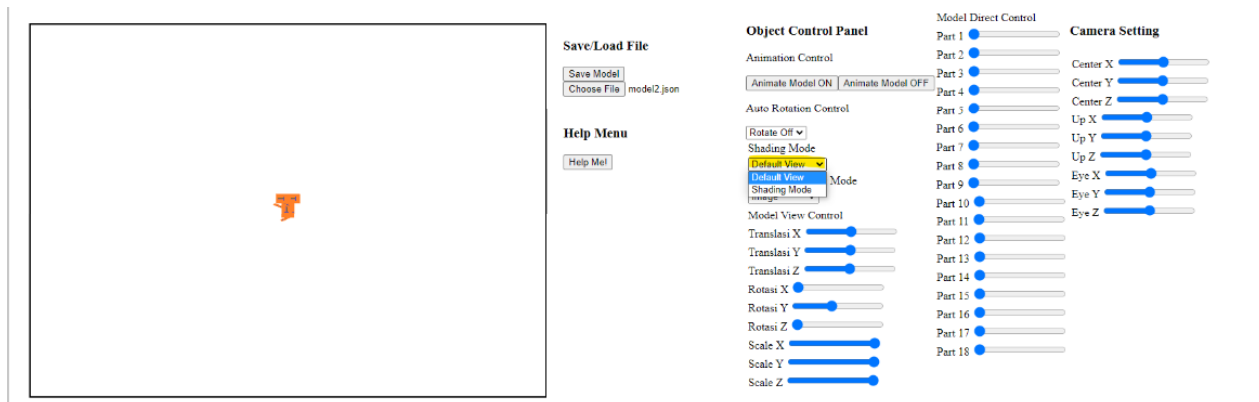 Save/Load File
Save Model
Choose File model2.json
Help Menu
Help Me!
Object Control Panel
Animation Control
Animate Model ON Animate Model OFF
Auto Rotation Control
Rotate Off
Shading Mode
Default View
Default View
Shading Mode
Mode
Model View Control
Translasi X
Translasi Y
Translasi Z
Rotasi X
Rotasi Y
Rotasi Z
Scale X
Scale Y
Scale Z
Model Direct Control
Part 1
Part 2
Part 3
Part 4
Part 5
Part 6
Part 7
Part 8
Part 9
Part 10
Part 11
Part 12
Part 13
Part 14
Part 15
Part 16
Part 17
Part 18
Camera Setting
Center X
Center Y
Center Z
Up X
Up Y
Up Z
Eye X
Eye Y
Eye Z